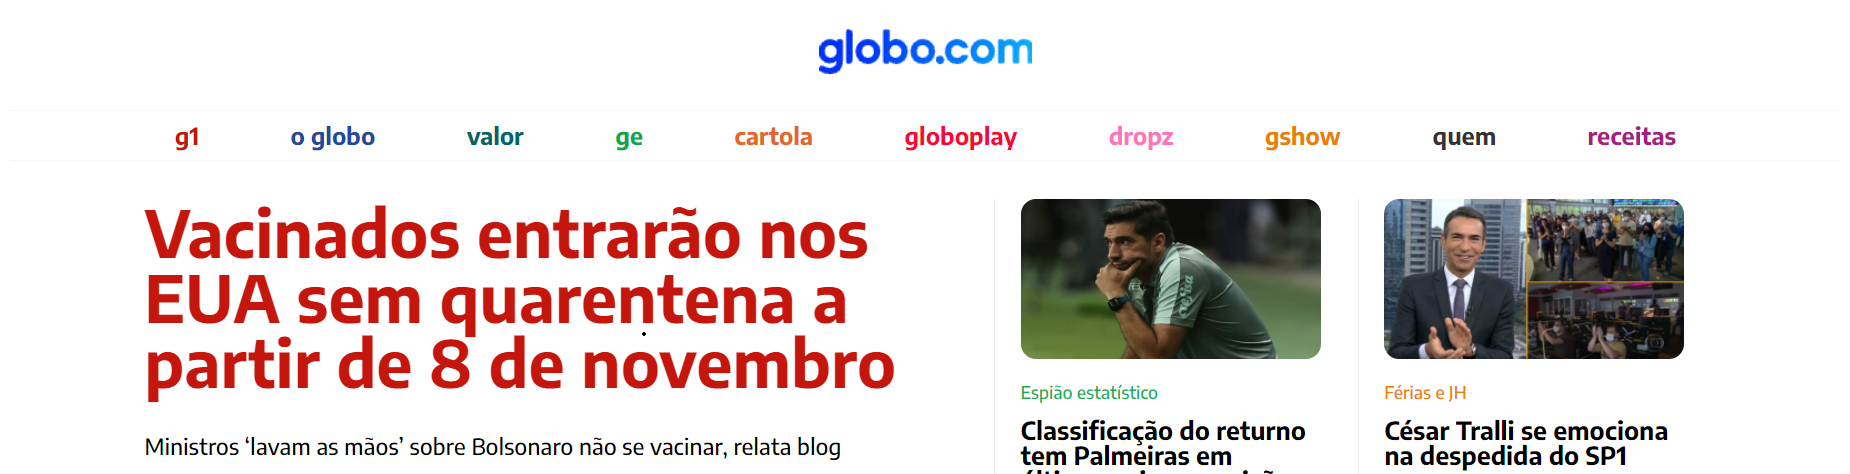 globo.com
g1 o globo valor ge cartola globoplay dropz gshow quem receitas
Vacinados entrarão nos
EUA sem quarentena a
partir de 8 de novembro
Ministros ‘lavam as mãos’ sobre Bolsonaro não se vacinar, relata blog
Espião estatístico
Classificação do returno
tem Palmeiras em
Férias e JH
César Tralli se emociona
na despedida do SP1